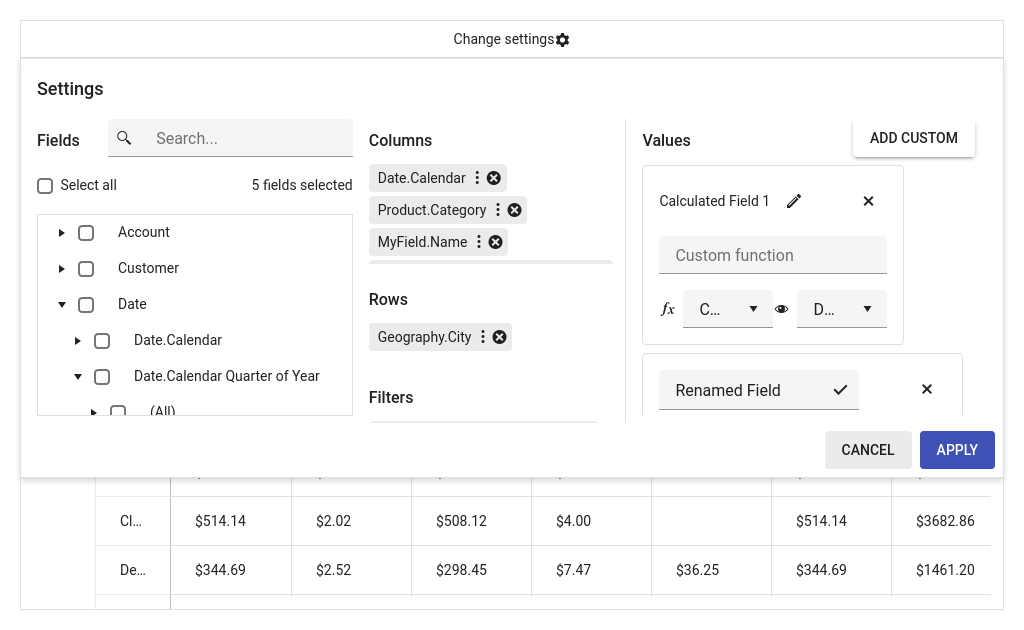 Change settings
Settings
Fields
Search...
Select all
5 fields selected
Account
Customer
Date
Date.Calendar
Date.Calendar Quarter of Year
(All)
Columns
Date.Calendar
Product.Category
MyField.Name
Rows
Geography.City
Filters
Values
ADD CUSTOM
Calculated Field 1
Custom function
fx
C...
D...
Renamed Field
CANCEL
APPLY
Cl... $514.14 $2.02 $508.12 $4.00 $514.14 $3682.86
De... $344.69 $2.52 $298.45 $7.47 $36.25 $344.69 $1461.20